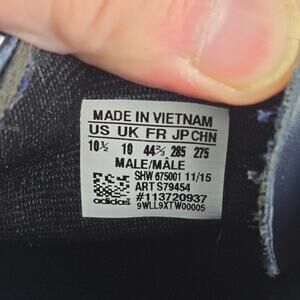 MADE IN VIETNAM
US UK FR JP CHN
10½ 10 44⅔ 285 275
MALE/MÂLE
SHW 675001 11/15
ART S79454
#113720937
adidas 9WLL9XTW00005